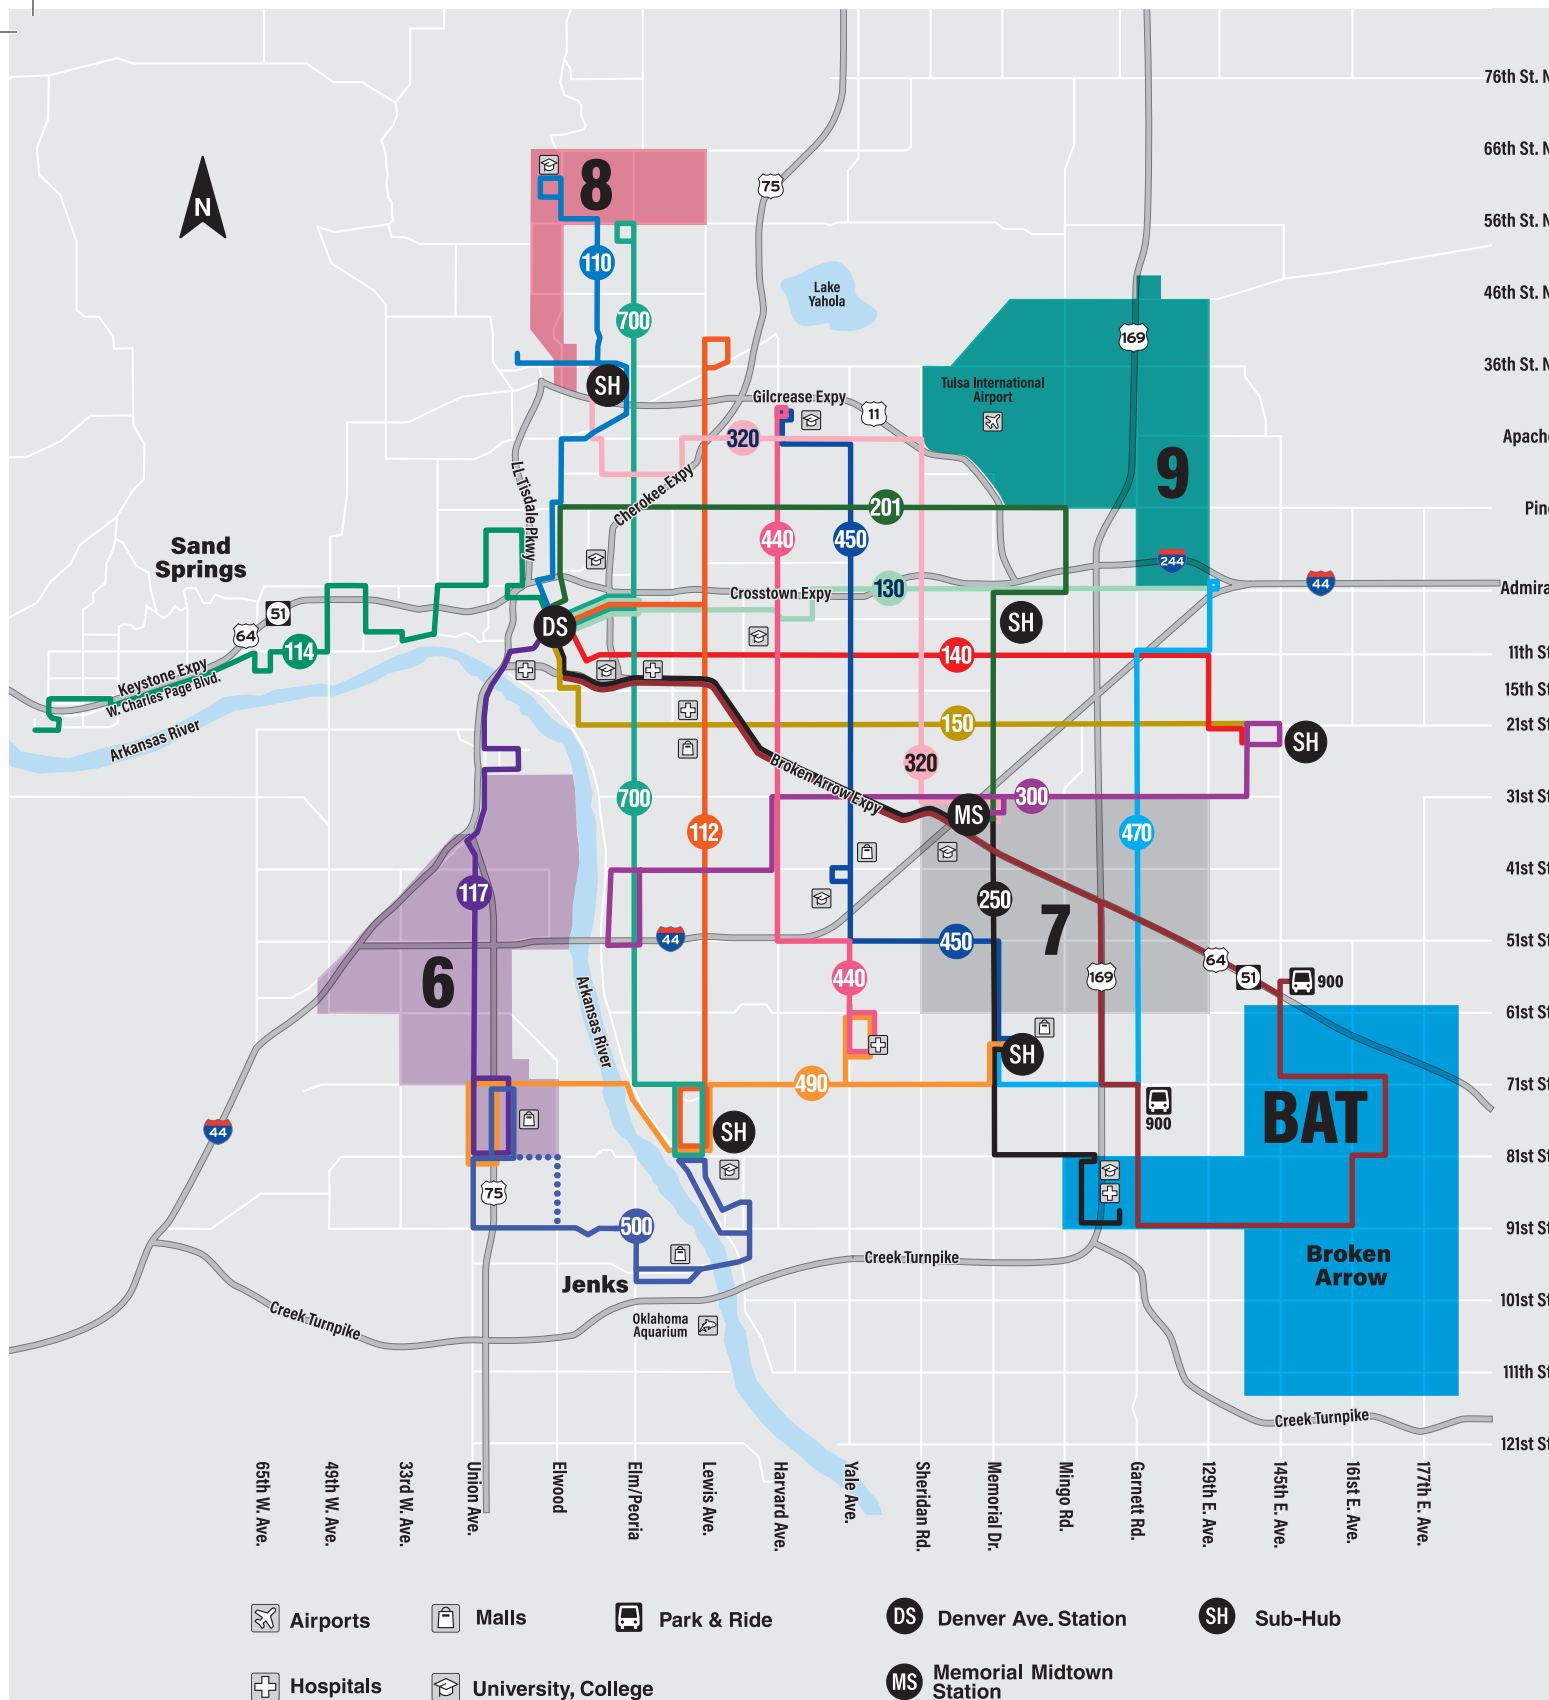 76th St. N
66th St. N
8
75
N
56th St. N
110
Lake
Yahola
46th St. N
700
169
36th St. N
SH
Tulsa International
Airport
Gilcrease Expy
11
320
Apache
LL Tisdale Pkwy
Cherokee Expy
9
201
Pine
440
450
Sand
Springs
244
44
Crosstown Expy
130
Admiral
51
64
DS
SH
114
11th St
140
Keystone Expy
W. Charles Page Blvd.
15th St
Arkansas River
150
21st St
SH
320
Broken Arrow Expy
700
300
31st St
MS
112
470
41st St
117
250
7
44
450
51st St
64
51
169
900
6
440
Arkansas River
61st St
SH
490
71st St
BAT
44
SH
900
81st St
75
500
91st St
Creek Turnpike
Broken
Arrow
Jenks
101st St
Creek Turnpike
Oklahoma
Aquarium
111th St
Creek Turnpike
121st St
65th W. Ave.
49th W. Ave.
33rd W. Ave.
Union Ave.
Elwood
Elm/Peoria
Lewis Ave.
Harvard Ave.
Yale Ave.
Sheridan Rd.
Memorial Dr.
Mingo Rd.
Garnett Rd.
129th E. Ave.
145th E. Ave.
161st E. Ave.
177th E. Ave.
Airports
Malls
Park & Ride
DS Denver Ave. Station
SH Sub-Hub
Hospitals
University, College
MS Memorial Midtown
Station